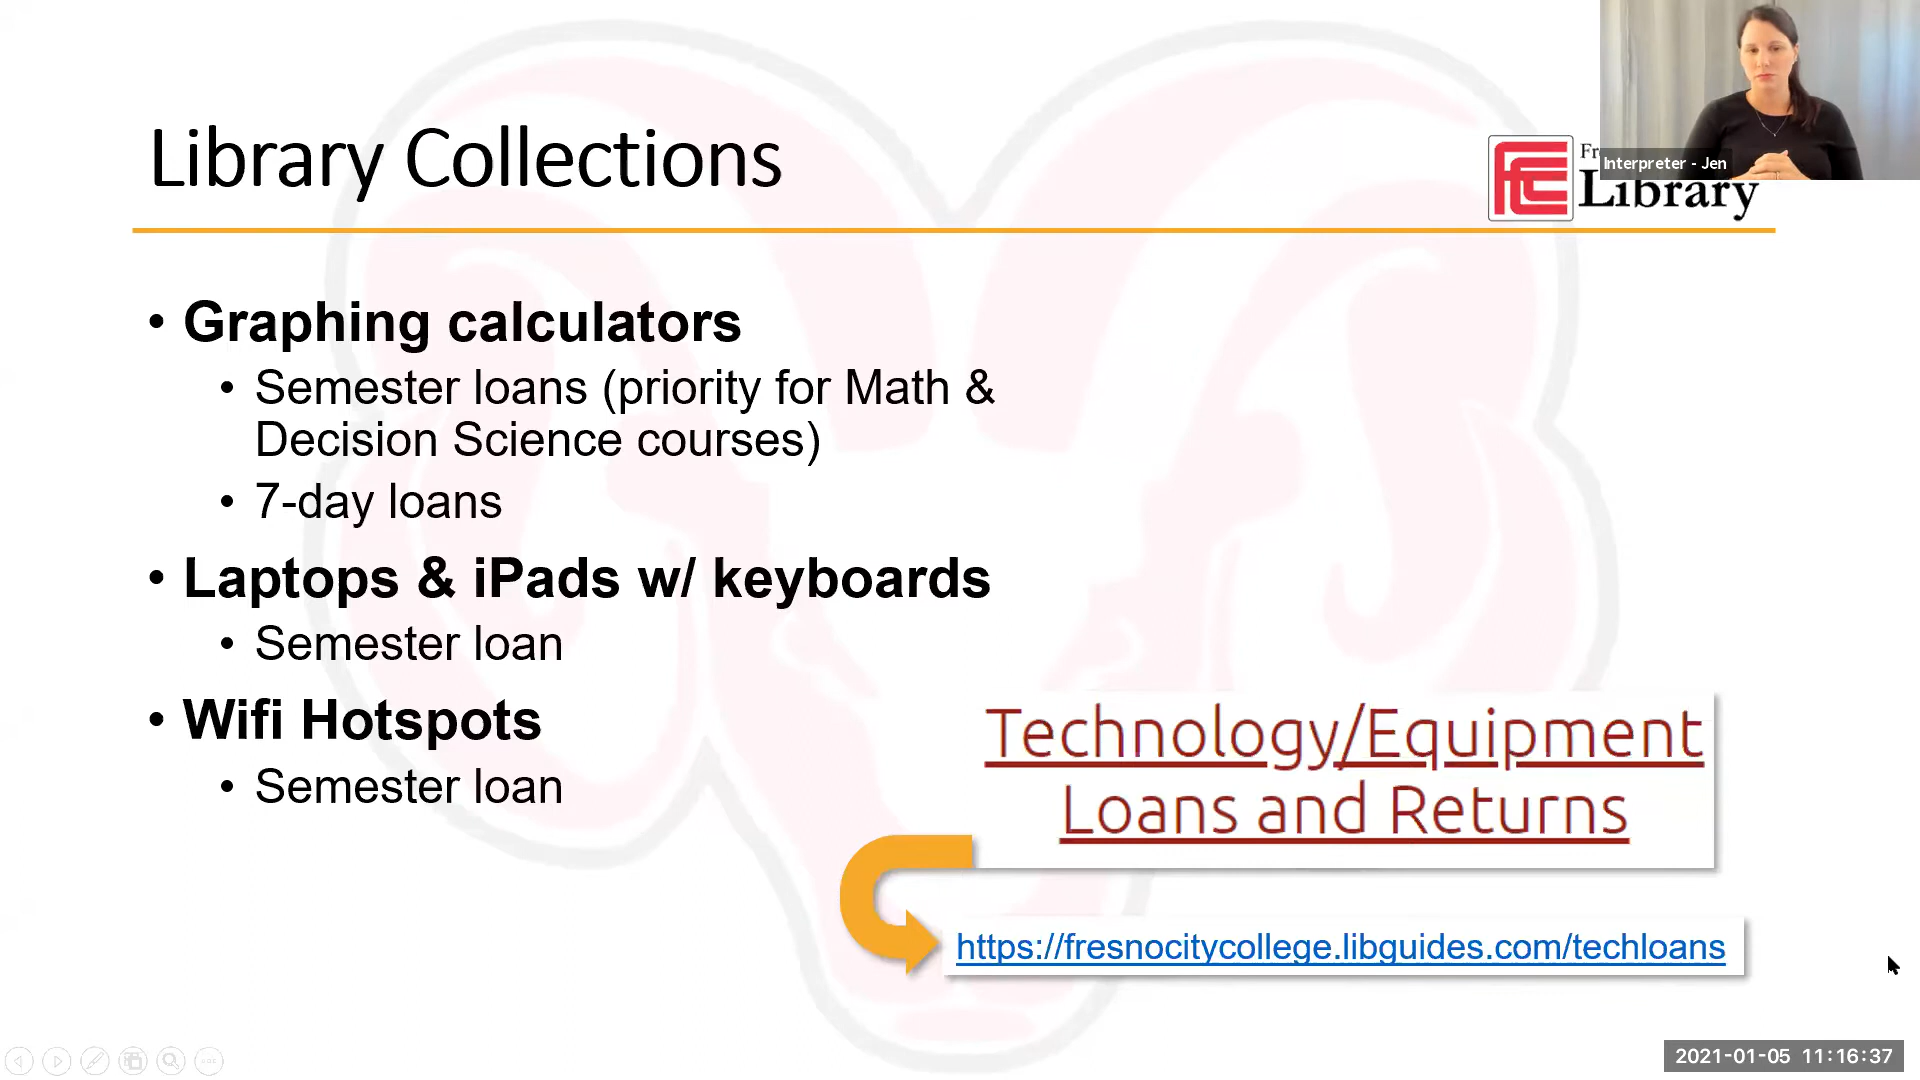 Library Collections
Interpreter - Jen
Library
• Graphing calculators
• Semester loans (priority for Math &
Decision Science courses)
• 7-day loans
• Laptops & iPads w/ keyboards
• Semester loan
• Wifi Hotspots
• Semester loan
Technology/Equipment
Loans and Returns
https://fresnocitycollege.libguides.com/techloans
2021-01-05 11:16:37